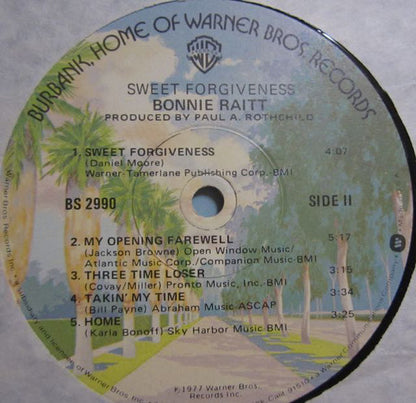 BURBANK, HOME OF WARNER BROS. RECORDS
SWEET FORGIVENESS
BONNIE RAITT
PRODUCED BY PAUL A. ROTHCHILD
1. SWEET FORGIVENESS 4:07
(Daniel Moore)
Warner-Tamerlane Publishing Corp.-BMI
BS 2990 SIDE II
2. MY OPENING FAREWELL 5:17
(Jackson Browne) Open Window Music/
Atlantic Music Corp./Companion Music-BMI
3. THREE TIME LOSER 3:15
(Covay/Miller) Pronto Music, Inc.-BMI
4. TAKIN' MY TIME 3:34
(Bill Payne) Abraham Music-ASCAP
5. HOME 3:25
(Karla Bonoff) Sky Harbor Music-BMI
℗1977 Warner Bros.
Records Inc.
Warner Bros.
Records Inc.